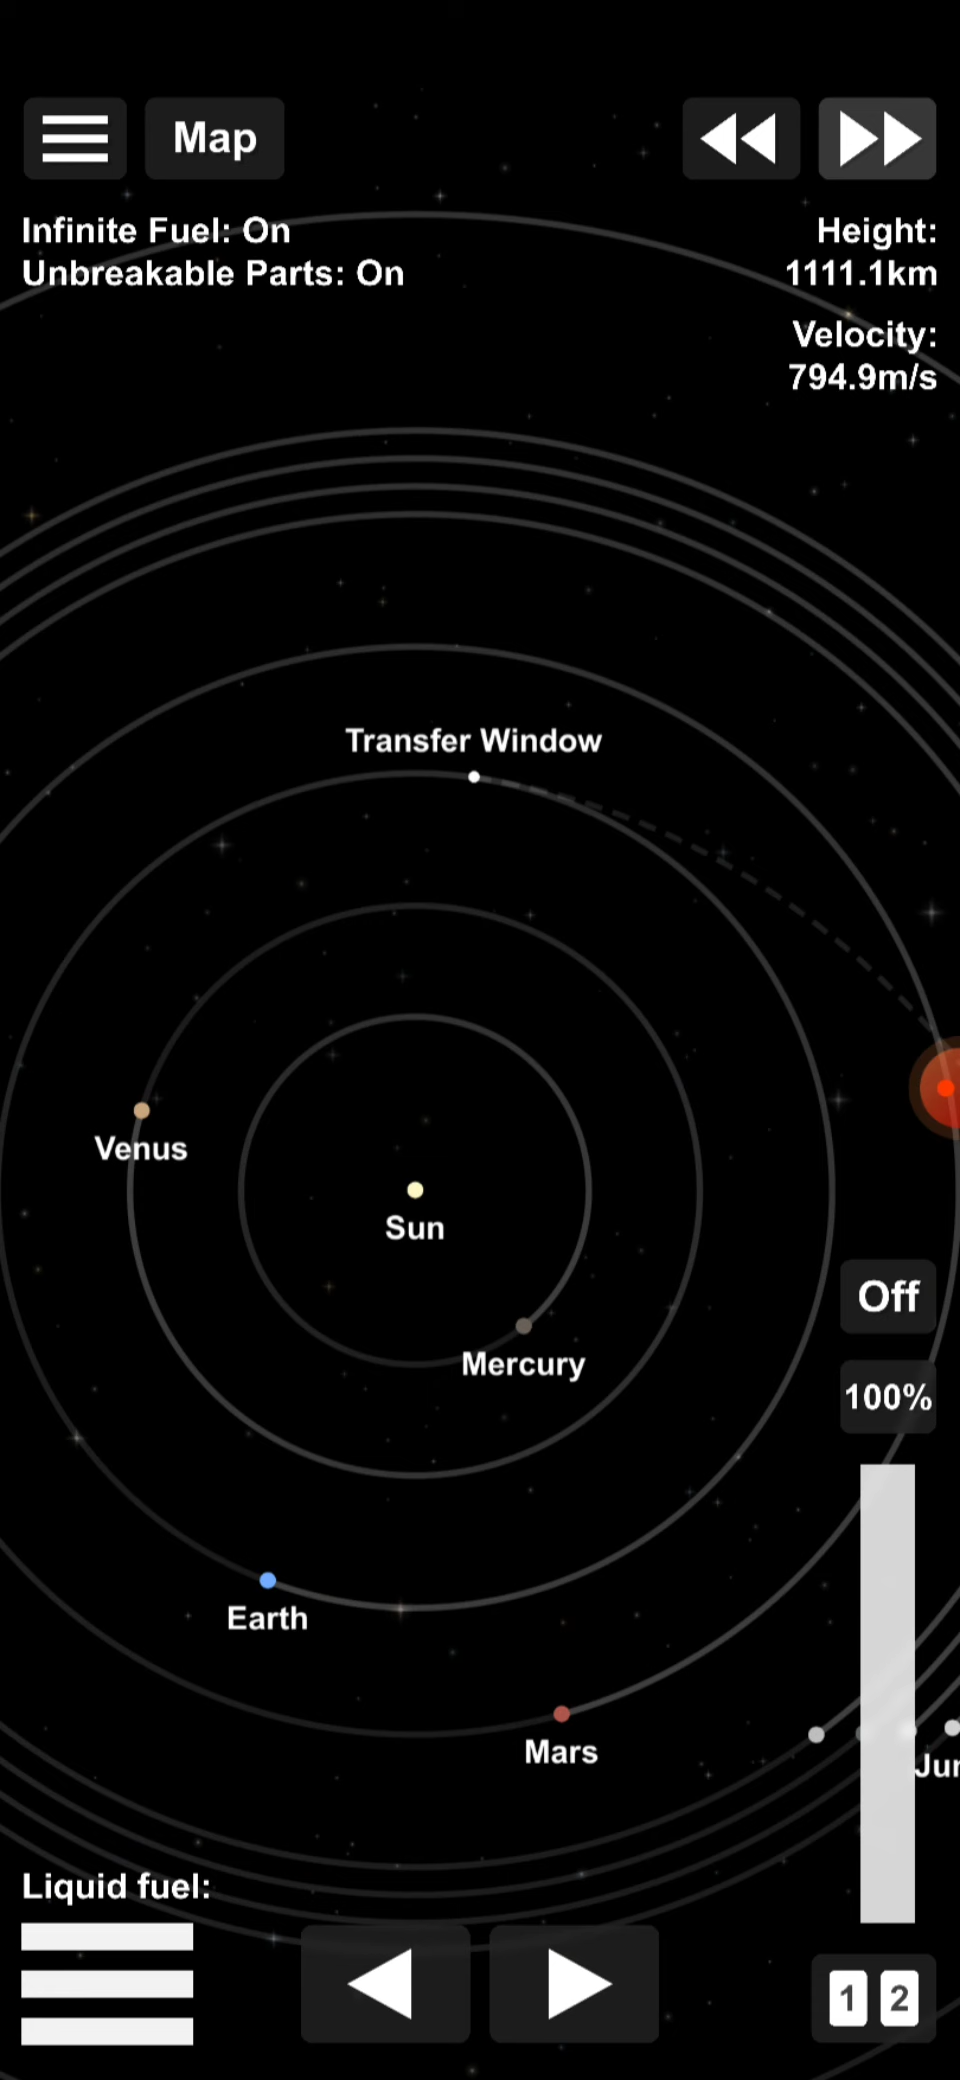 Map
Infinite Fuel: On
Unbreakable Parts: On
Height:
1111.1km
Velocity:
794.9m/s
Transfer Window
Venus
Sun
Off
Mercury
100%
Earth
Mars
Liquid fuel:
1 2